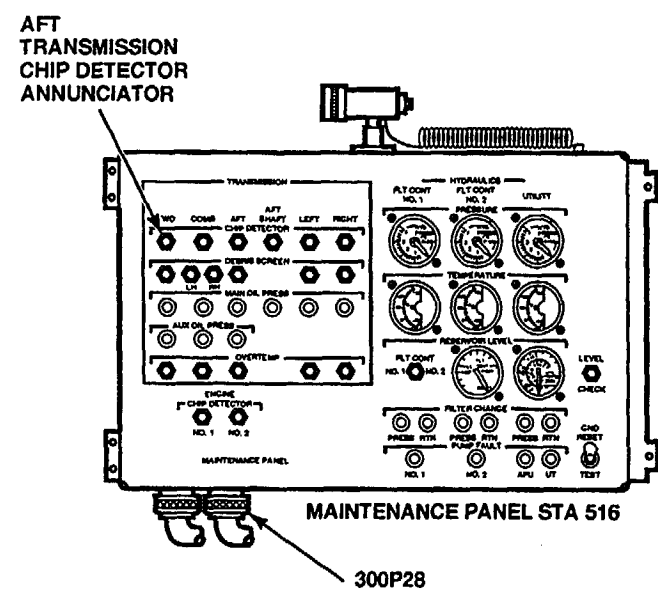 AFT
TRANSMISSION
CHIP DETECTOR
ANNUNCIATOR
TRANSMISSION
FWD COMB AFT AFT SHAFT LEFT RIGHT
CHIP DETECTOR
DEBRIS SCREEN
LH RH
MAIN OIL PRESS
AUX OIL PRESS
OVERTEMP
ENGINE
CHIP DETECTOR
NO. 1 NO. 2
MAINTENANCE PANEL
HYDRAULICS
FLT CONT NO. 1 FLT CONT NO. 2 UTILITY
PRESSURE
TEMPERATURE
RESERVOIR LEVEL
FLT CONT
NO. 1 NO. 2
LEVEL
CHECK
FILTER CHANGE
PRESS RTN PRESS RTN PRESS RTN
PUMP FAULT
NO. 1 NO. 2 APU UT
GND
RESET
TEST
MAINTENANCE PANEL STA 516
300P28